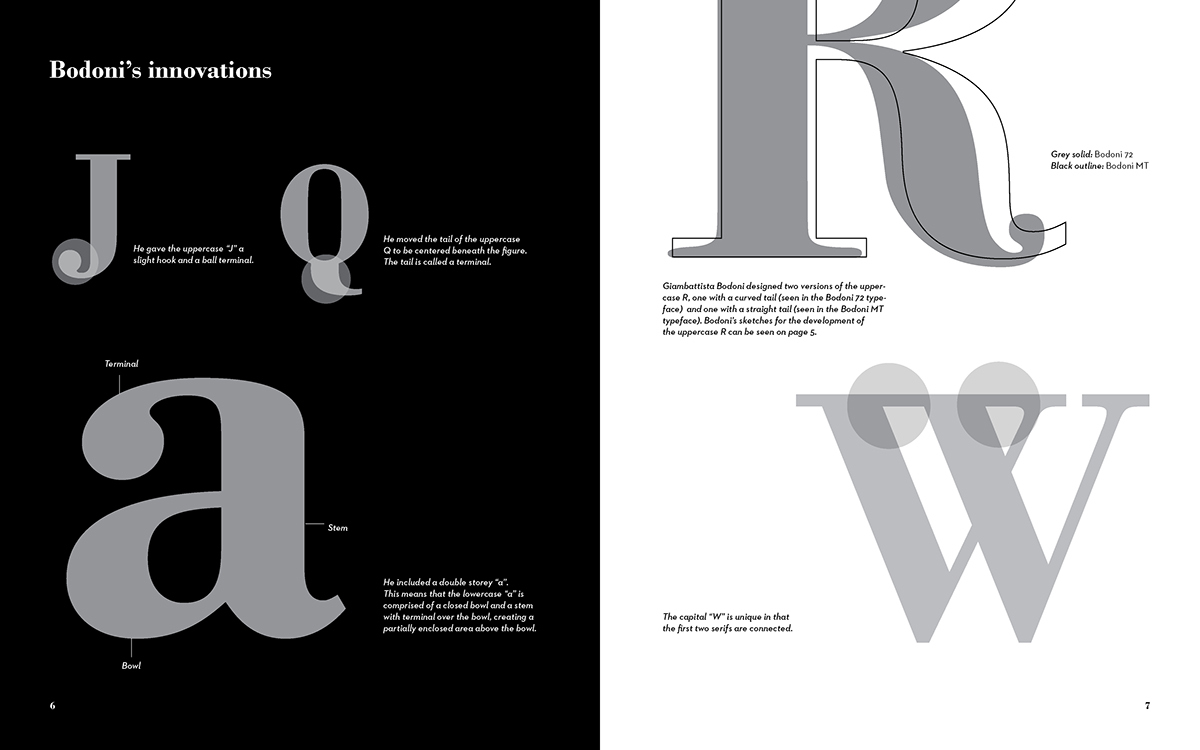 Bodoni’s innovations
J
Q
He gave the uppercase “J” a
slight hook and a ball terminal.
He moved the tail of the uppercase
Q to be centered beneath the figure.
The tail is called a terminal.
Terminal
a
Stem
He included a double storey “a”.
This means that the lowercase “a” is
comprised of a closed bowl and a stem
with terminal over the bowl, creating a
partially enclosed area above the bowl.
Bowl
6
R
Grey solid: Bodoni 72
Black outline: Bodoni MT
Giambattista Bodoni designed two versions of the upper-
case R, one with a curved tail (seen in the Bodoni 72 type-
face) and one with a straight tail (seen in the Bodoni MT
typeface). Bodoni’s sketches for the development of
the uppercase R can be seen on page 5.
W
The capital “W” is unique in that
the first two serifs are connected.
7